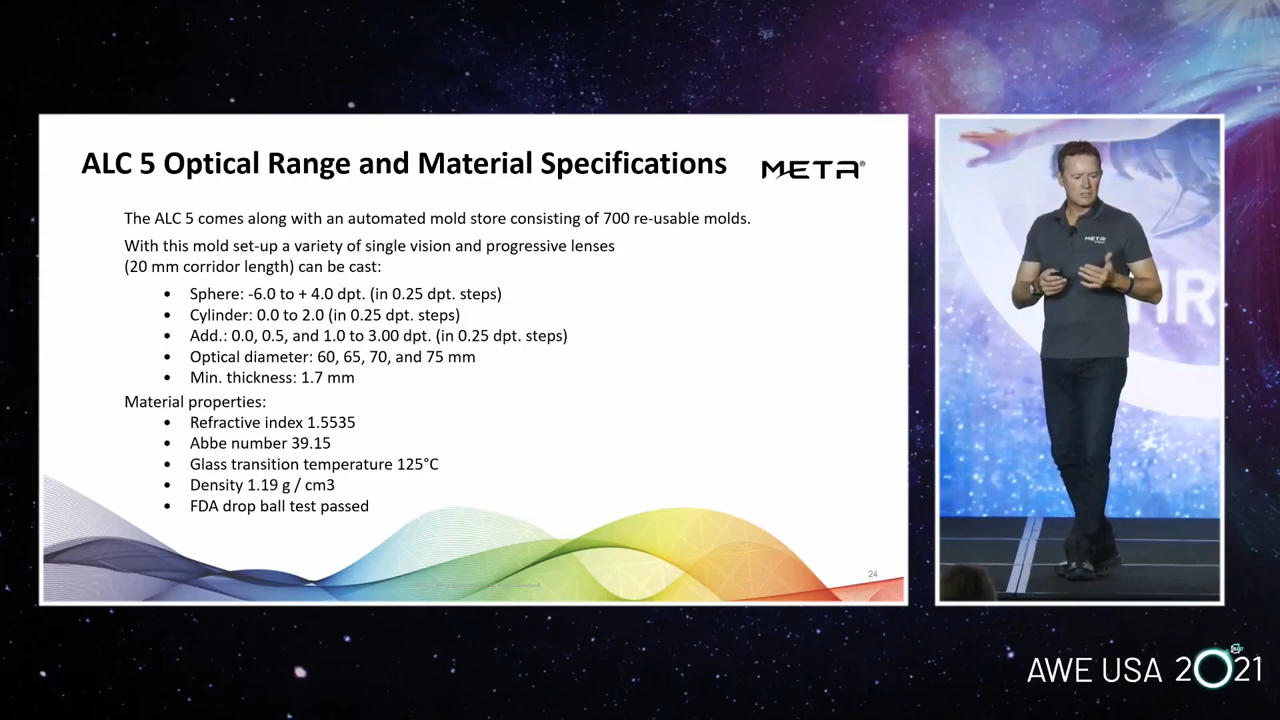 ALC 5 Optical Range and Material Specifications
META®
The ALC 5 comes along with an automated mold store consisting of 700 re-usable molds.
With this mold set-up a variety of single vision and progressive lenses
(20 mm corridor length) can be cast:
• Sphere: -6.0 to + 4.0 dpt. (in 0.25 dpt. steps)
• Cylinder: 0.0 to 2.0 (in 0.25 dpt. steps)
• Add.: 0.0, 0.5, and 1.0 to 3.00 dpt. (in 0.25 dpt. steps)
• Optical diameter: 60, 65, 70, and 75 mm
• Min. thickness: 1.7 mm
Material properties:
• Refractive index 1.5535
• Abbe number 39.15
• Glass transition temperature 125°C
• Density 1.19 g / cm3
• FDA drop ball test passed
24
META
AWE USA 2021